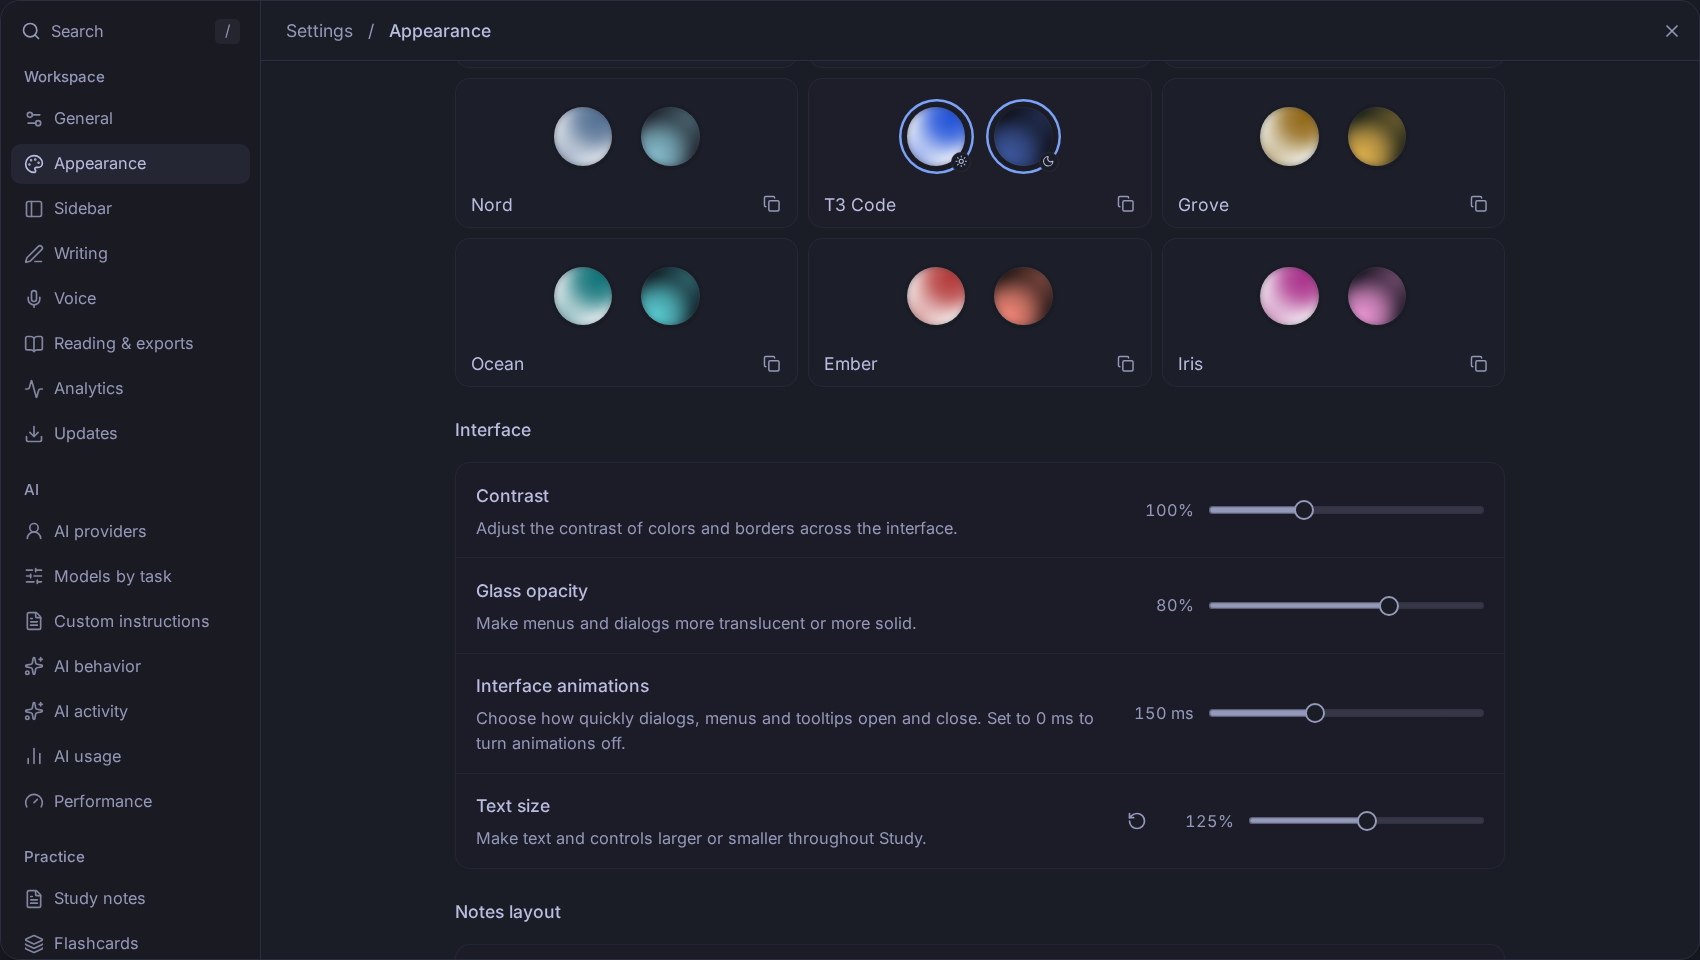 Search
/
Workspace
General
Appearance
Sidebar
Writing
Voice
Reading & exports
Analytics
Updates
AI
AI providers
Models by task
Custom instructions
AI behavior
AI activity
AI usage
Performance
Practice
Study notes
Flashcards
Settings / Appearance
Nord
T3 Code
Grove
Ocean
Ember
Iris
Interface
Contrast
Adjust the contrast of colors and borders across the interface.
100%
Glass opacity
Make menus and dialogs more translucent or more solid.
80%
Interface animations
Choose how quickly dialogs, menus and tooltips open and close. Set to 0 ms to
turn animations off.
150 ms
Text size
Make text and controls larger or smaller throughout Study.
125%
Notes layout